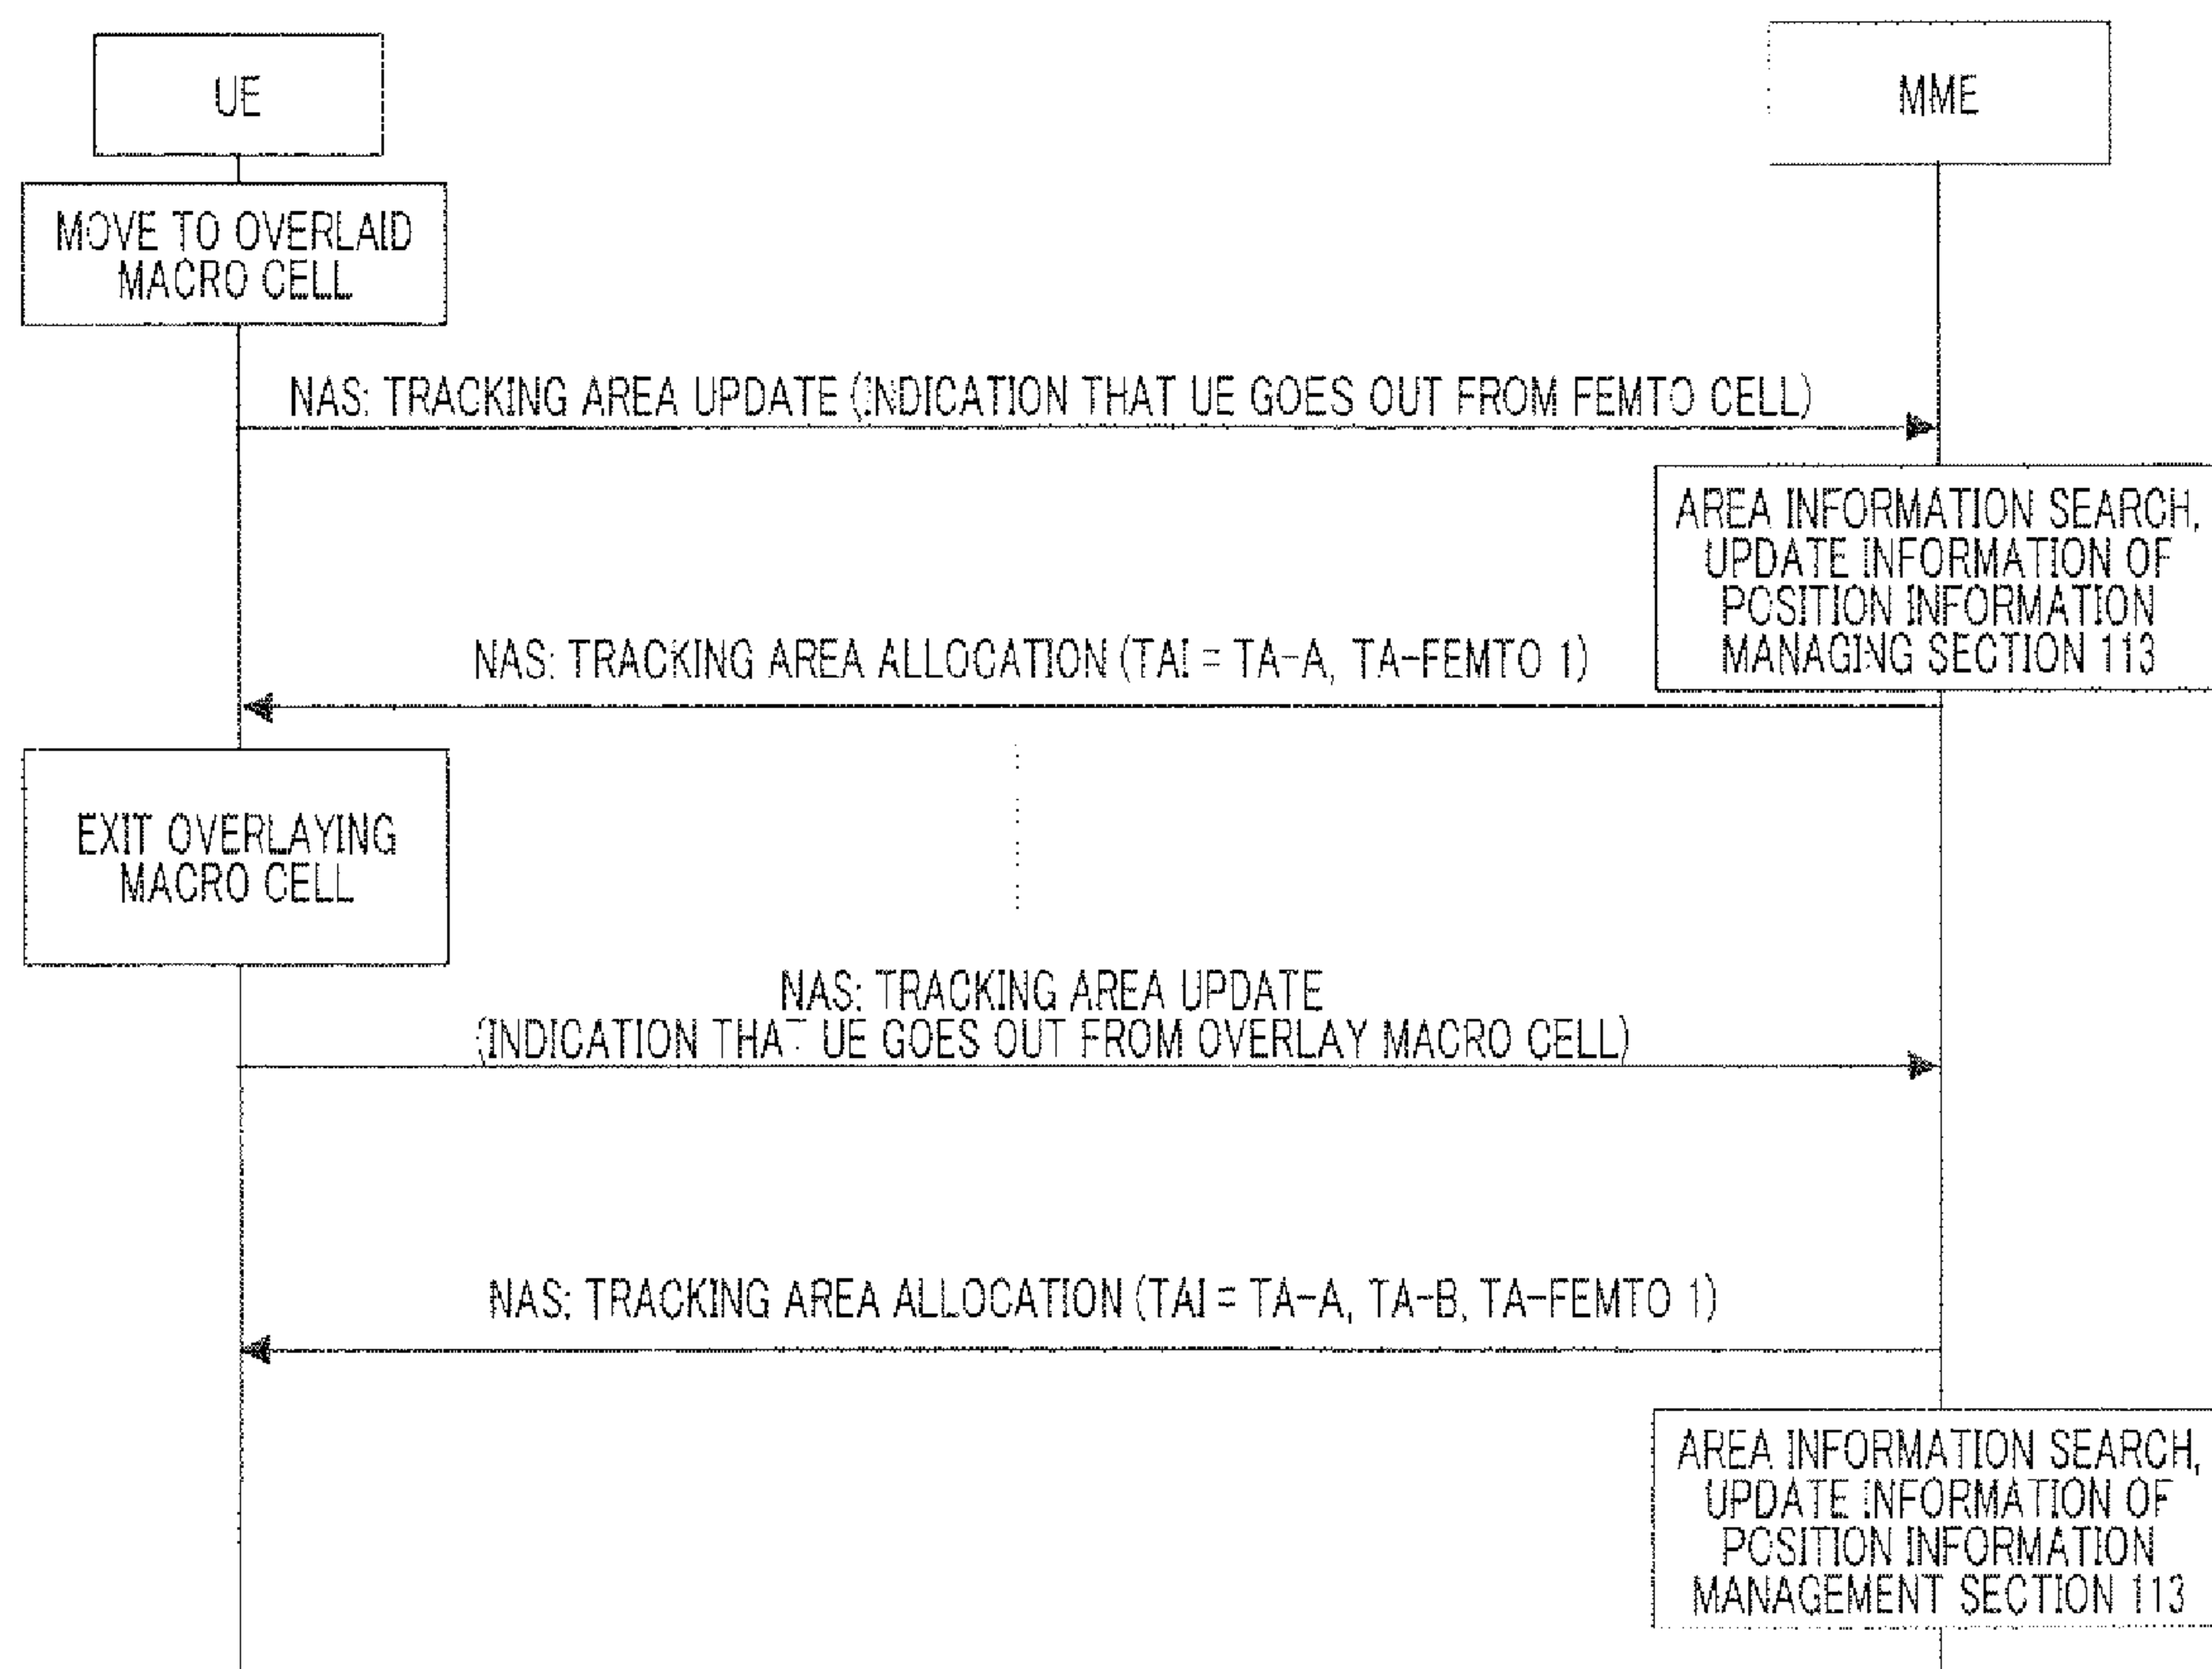 UE
MME
MOVE TO OVERLAID
MACRO CELL
NAS: TRACKING AREA UPDATE (INDICATION THAT UE GOES OUT FROM FEMTO CELL)
AREA INFORMATION SEARCH,
UPDATE INFORMATION OF
POSITION INFORMATION
MANAGING SECTION 113
NAS: TRACKING AREA ALLOCATION (TAI = TA-A, TA-FEMTO 1)
EXIT OVERLAYING
MACRO CELL
NAS: TRACKING AREA UPDATE
(INDICATION THAT UE GOES OUT FROM OVERLAY MACRO CELL)
NAS: TRACKING AREA ALLOCATION (TAI = TA-A, TA-B, TA-FEMTO 1)
AREA INFORMATION SEARCH,
UPDATE INFORMATION OF
POSITION INFORMATION
MANAGEMENT SECTION 113